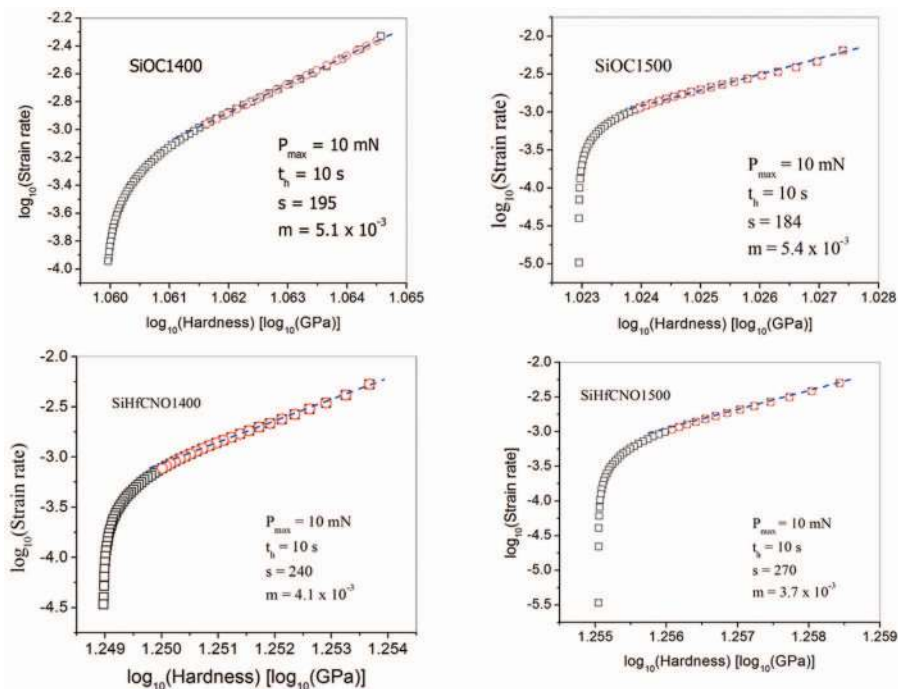 SiOC1400
-2.2
-2.4
-2.6
-2.8
-3.0
-3.2
-3.4
-3.6
-3.8
-4.0
log₁₀(Strain rate)
Pmax = 10 mN
tₕ = 10 s
s = 195
m = 5.1 x 10⁻³
1.060 1.061 1.062 1.063 1.064 1.065
log₁₀(Hardness) [log₁₀(GPa)]
SiOC1500
-2.0
-2.5
-3.0
-3.5
-4.0
-4.5
-5.0
log₁₀(Strain rate)
Pmax = 10 mN
tₕ = 10 s
s = 184
m = 5.4 x 10⁻³
1.023 1.024 1.025 1.026 1.027 1.028
log₁₀(Hardness) [log₁₀(GPa)]
SiHfCNO1400
-2.0
-2.5
-3.0
-3.5
-4.0
-4.5
log₁₀(Strain rate)
Pmax = 10 mN
tₕ = 10 s
s = 240
m = 4.1 x 10⁻³
1.249 1.250 1.251 1.252 1.253 1.254
log₁₀(Hardness) [log₁₀(GPa)]
SiHfCNO1500
-2.0
-2.5
-3.0
-3.5
-4.0
-4.5
-5.0
-5.5
log₁₀[Strain rate]
Pmax = 10 mN
tₕ = 10 s
s = 270
m = 3.7 x 10⁻³
1.255 1.256 1.257 1.258 1.259
log₁₀(Hardness) [log₁₀(GPa)]